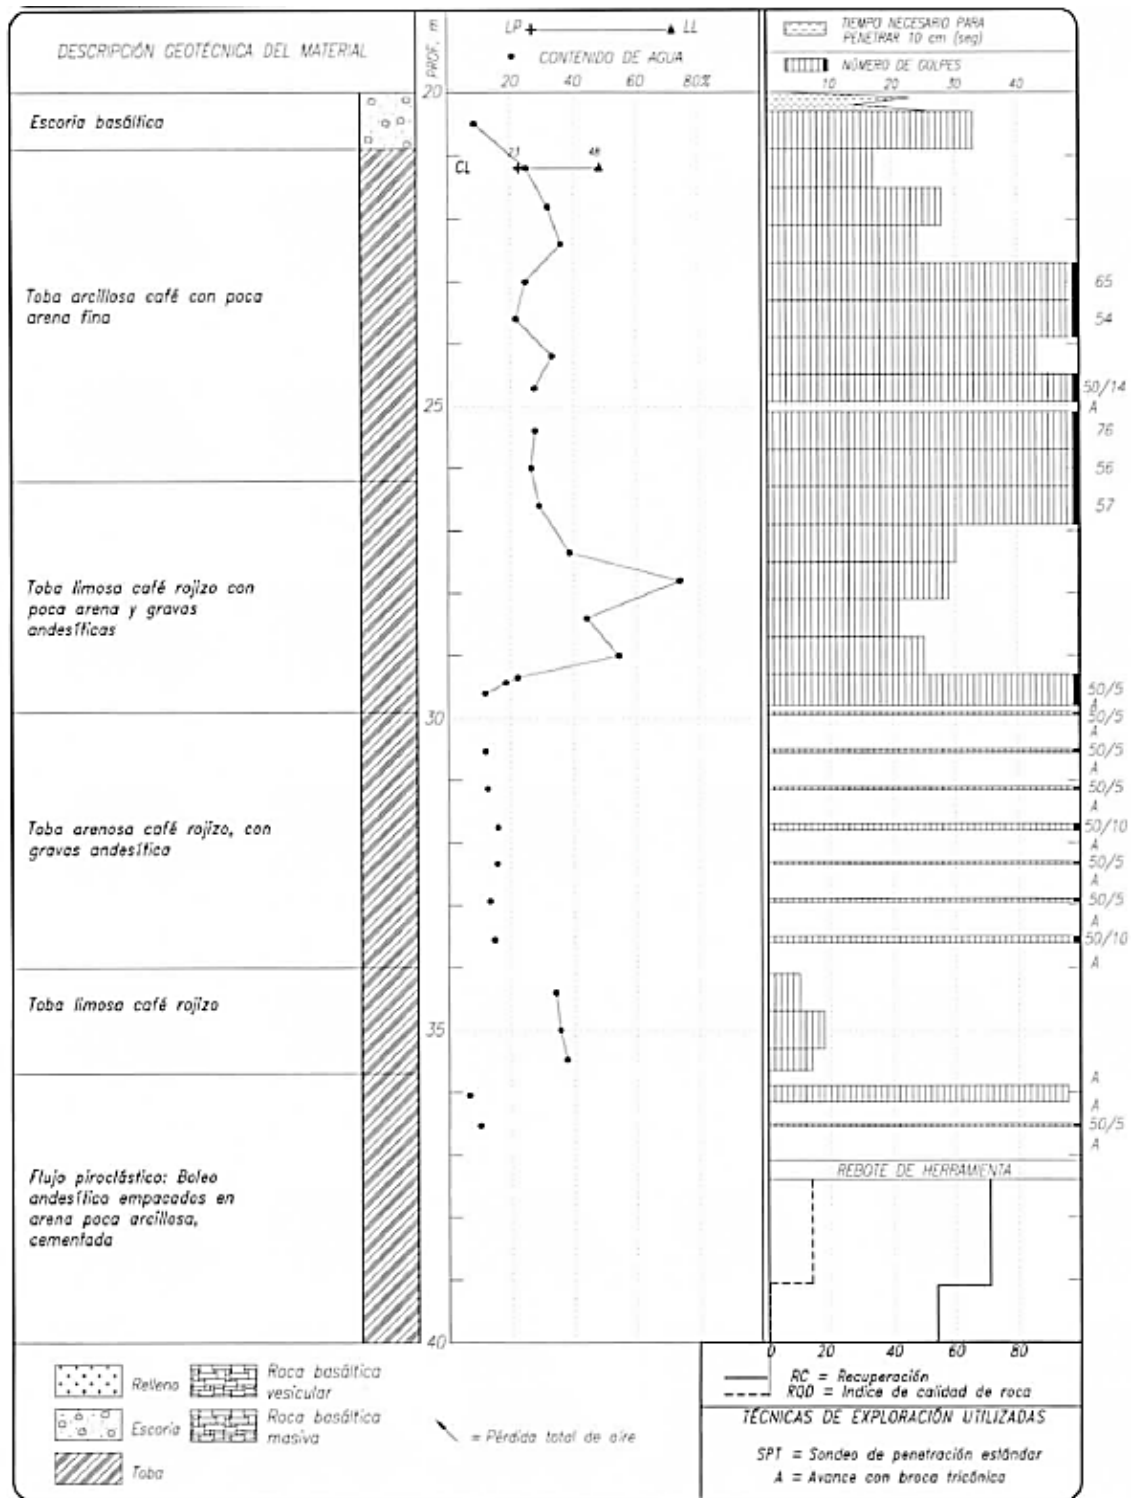 DESCRIPCIÓN GEOTÉCNICA DEL MATERIAL
PROF, m
LP
LL
CONTENIDO DE AGUA
20 40 60 80%
TIEMPO NECESARIO PARA
PENETRAR 10 cm (seg)
NÚMERO DE GOLPES
10 20 30 40
20
Escoria basáltica
CL
23
48
Toba arcillosa café con poca
arena fina
65
54
50/14
A
25
76
56
57
Toba limosa café rojizo con
poca arena y gravas
andesíticas
50/5
A
30
50/5
A
50/5
A
50/5
A
Toba arenosa café rojizo, con
gravas andesítica
50/10
A
50/5
A
50/5
A
50/10
A
Toba limosa café rojizo
35
A
A
50/5
A
REBOTE DE HERRAMIENTA
Flujo piroclástico: Boleo
andesítico empacados en
arena poca arcillosa,
cementada
40
20 40 60 80
RC = Recuperación
RQD = Indice de calidad de roca
TÉCNICAS DE EXPLORACIÓN UTILIZADAS
SPT = Sondeo de penetración estándar
A = Avance con broca tricónica
Relleno
Roca basáltica
vesicular
Escoria
Roca basáltica
masiva
Toba
= Pérdida total de aire